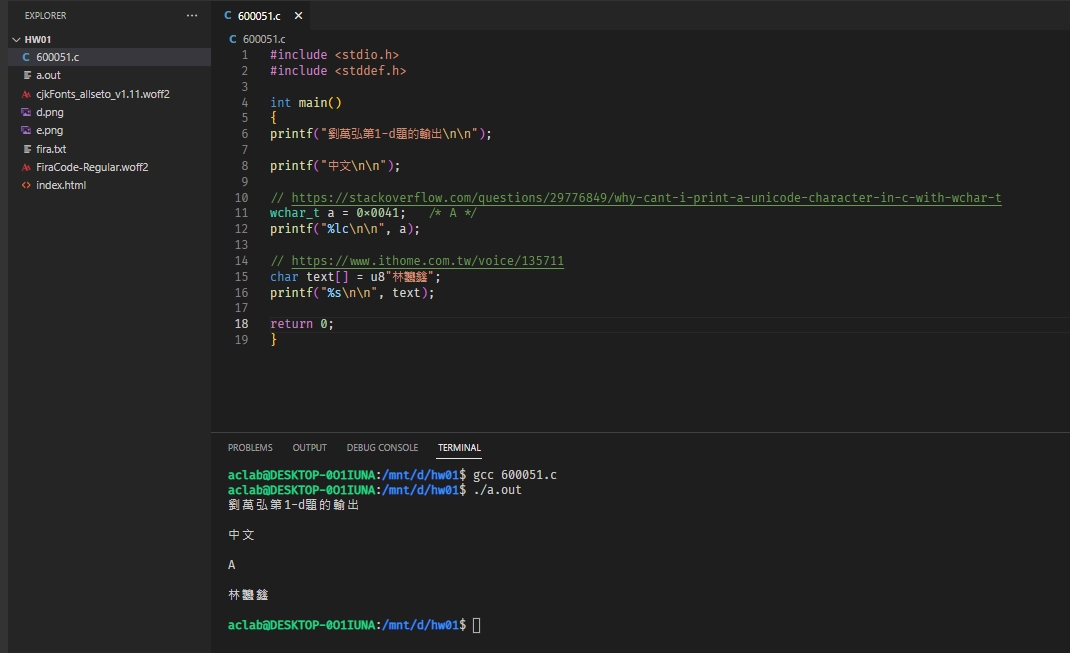 EXPLORER
HW01
600051.c
a.out
cjkFonts_allseto_v1.11.woff2
d.png
e.png
fira.txt
FiraCode-Regular.woff2
index.html
600051.c
600051.c
1 #include <stdio.h>
2 #include <stddef.h>
3
4 int main()
5 {
6 printf("劉萬弘第1-d題的輸出\n\n");
7
8 printf("中文\n\n");
9
10 // https://stackoverflow.com/questions/29776849/why-cant-i-print-a-unicode-character-in-c-with-wchar-t
11 wchar_t a = 0x0041;   /* A */
12 printf("%lc\n\n", a);
13
14 // https://www.ithome.com.tw/voice/135711
15 char text[] = u8"林";
16 printf("%s\n\n", text);
17
18 return 0;
19 }
PROBLEMS OUTPUT DEBUG CONSOLE TERMINAL
aclab@DESKTOP-0O1IUNA:/mnt/d/hw01$ gcc 600051.c
aclab@DESKTOP-0O1IUNA:/mnt/d/hw01$ ./a.out
劉萬弘第1-d題的輸出
中文
A
林
aclab@DESKTOP-0O1IUNA:/mnt/d/hw01$